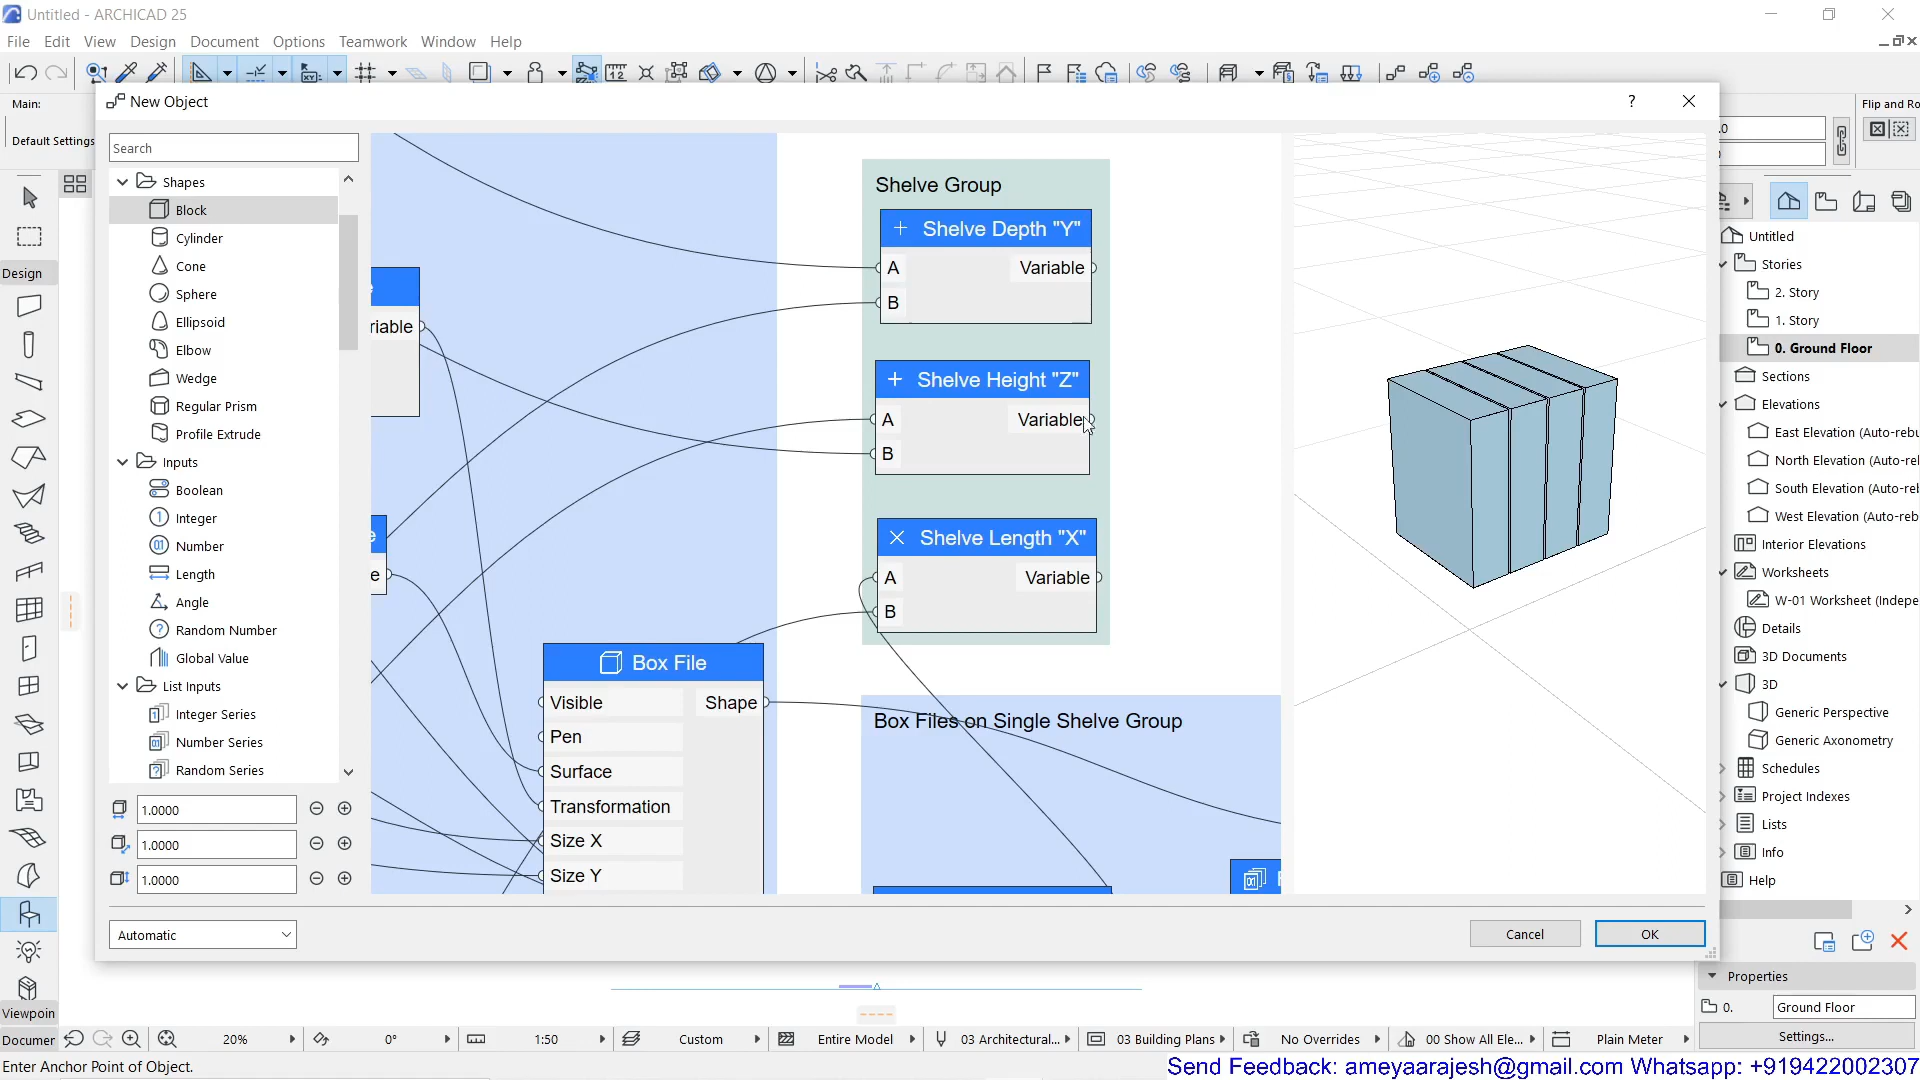 Untitled - ARCHICAD 25
File Edit View Design Document Options Teamwork Window Help
Main:
Default Settings
New Object
?
Search
Shapes
Block
Cylinder
Cone
Sphere
Ellipsoid
Elbow
Wedge
Regular Prism
Profile Extrude
Inputs
Boolean
Integer
Number
Length
Angle
Random Number
Global Value
List Inputs
Integer Series
Number Series
Random Series
1.0000
1.0000
1.0000
Automatic
riable
e
Shelve Group
Shelve Depth "Y"
A Variable
B
Shelve Height "Z"
A Variable
B
Shelve Length "X"
A Variable
B
Box File
Visible Shape
Pen
Surface
Transformation
Size X
Size Y
Box Files on Single Shelve Group
Cancel OK
Flip and Ro
.0
Untitled
Stories
2. Story
1. Story
0. Ground Floor
Sections
Elevations
East Elevation (Auto-rebu
North Elevation (Auto-rel
South Elevation (Auto-reb
West Elevation (Auto-reb
Interior Elevations
Worksheets
W-01 Worksheet (Indepe
Details
3D Documents
3D
Generic Perspective
Generic Axonometry
Schedules
Project Indexes
Lists
Info
Help
Properties
0. Ground Floor
Settings...
Design
Viewpoin
Documer
20% 0° 1:50 Custom Entire Model 03 Architectural... 03 Building Plans No Overrides 00 Show All Ele... Plain Meter
Enter Anchor Point of Object.
Send Feedback: ameyaarajesh@gmail.com Whatsapp: +919422002307